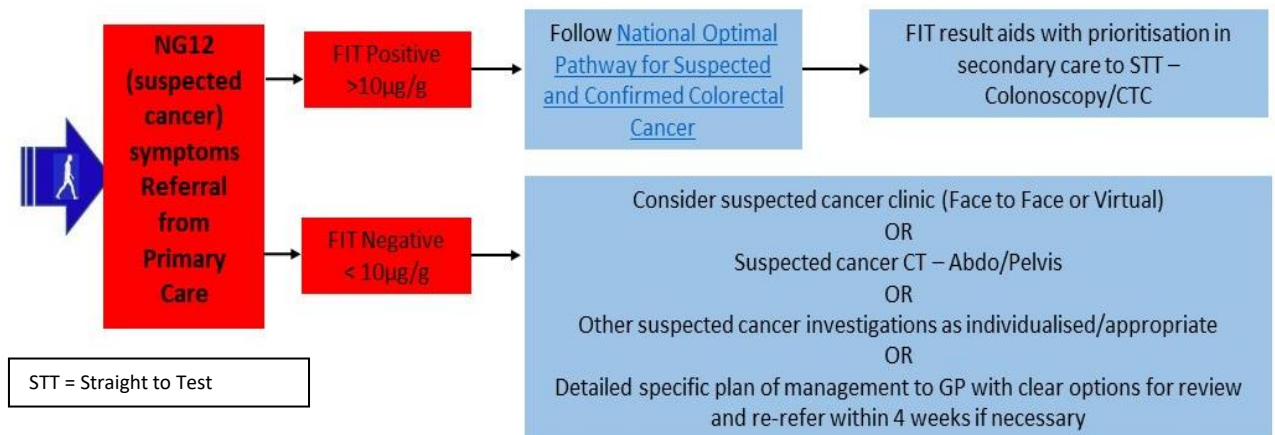 NG12
(suspected
cancer)
symptoms
Referral
from
Primary
Care
FIT Positive
>10µg/g
Follow National Optimal
Pathway for Suspected
and Confirmed Colorectal
Cancer
FIT result aids with prioritisation in
secondary care to STT –
Colonoscopy/CTC
FIT Negative
< 10µg/g
Consider suspected cancer clinic (Face to Face or Virtual)
OR
Suspected cancer CT – Abdo/Pelvis
OR
Other suspected cancer investigations as individualised/appropriate
OR
Detailed specific plan of management to GP with clear options for review
and re-refer within 4 weeks if necessary
STT = Straight to Test